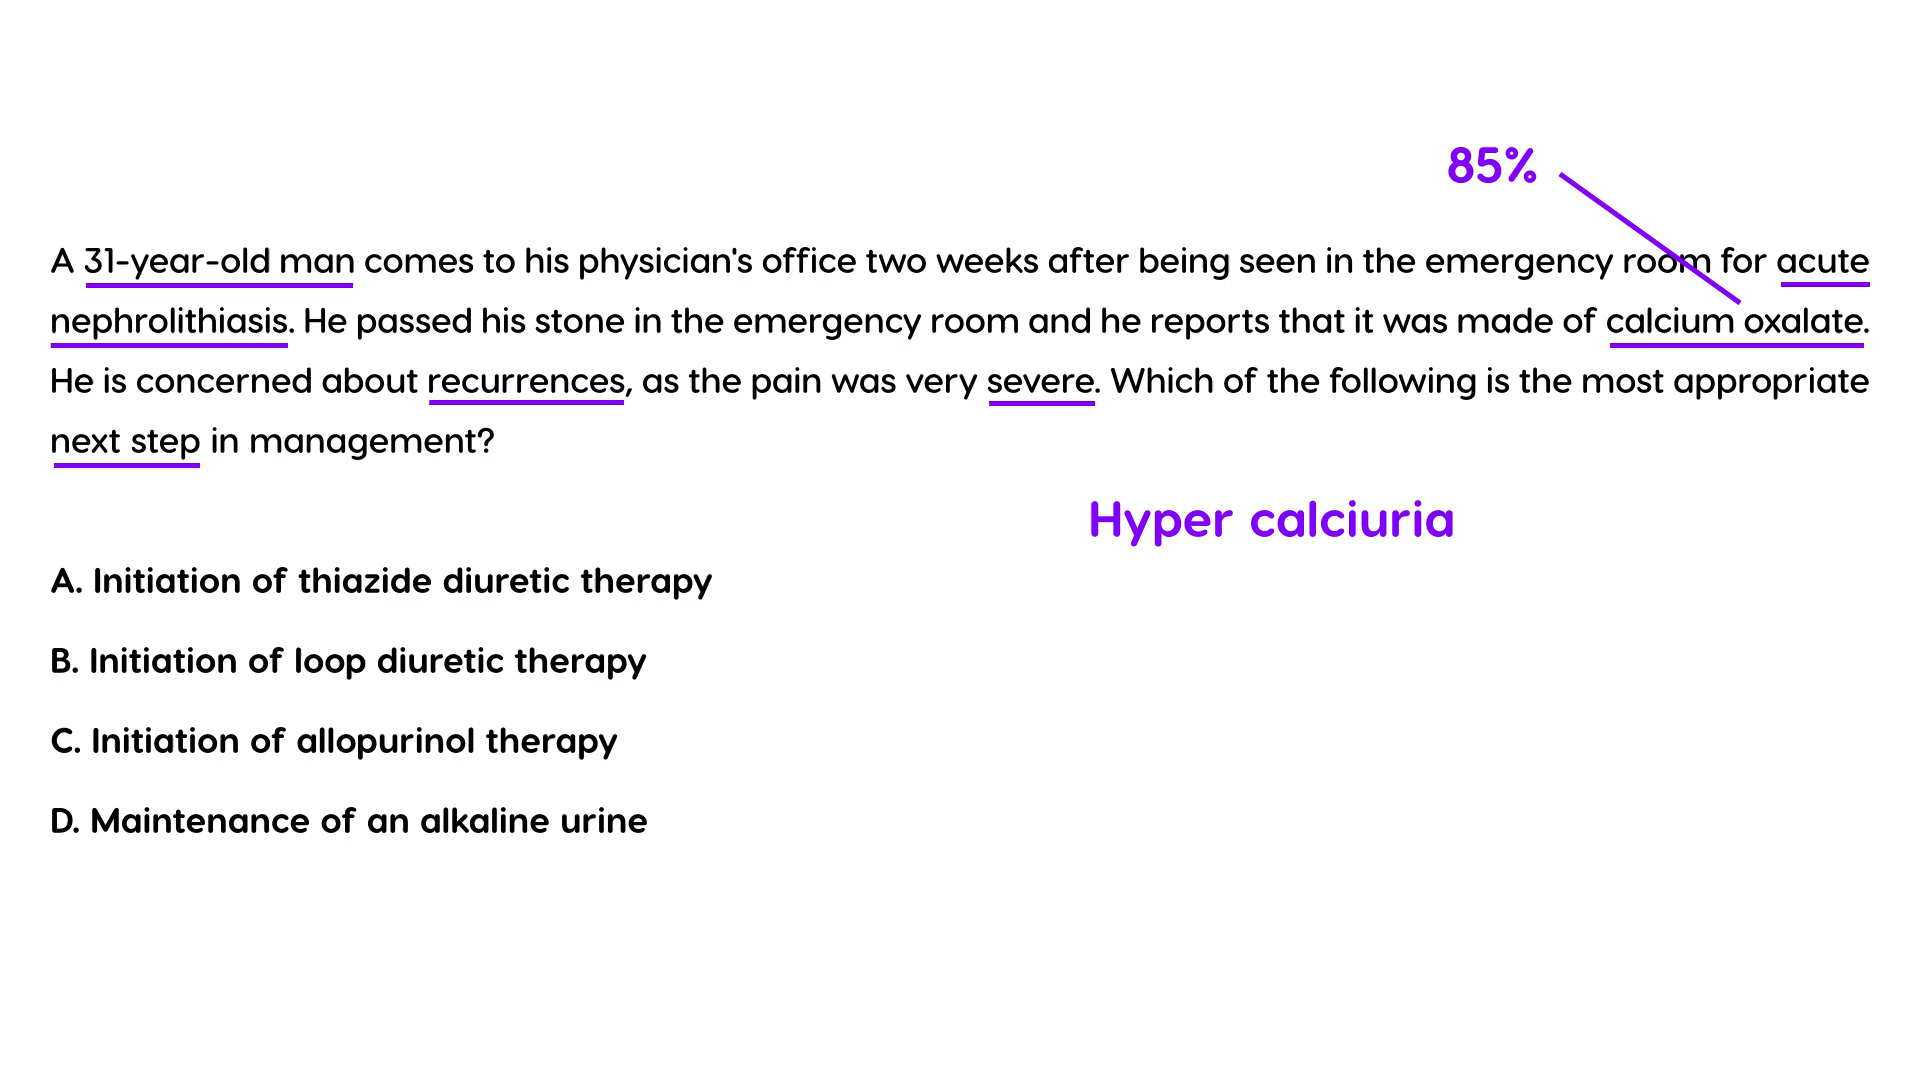 85%
A 31-year-old man comes to his physician's office two weeks after being seen in the emergency room for acute
nephrolithiasis. He passed his stone in the emergency room and he reports that it was made of calcium oxalate.
He is concerned about recurrences, as the pain was very severe. Which of the following is the most appropriate
next step in management?
Hyper calciuria
A. Initiation of thiazide diuretic therapy
B. Initiation of loop diuretic therapy
C. Initiation of allopurinol therapy
D. Maintenance of an alkaline urine